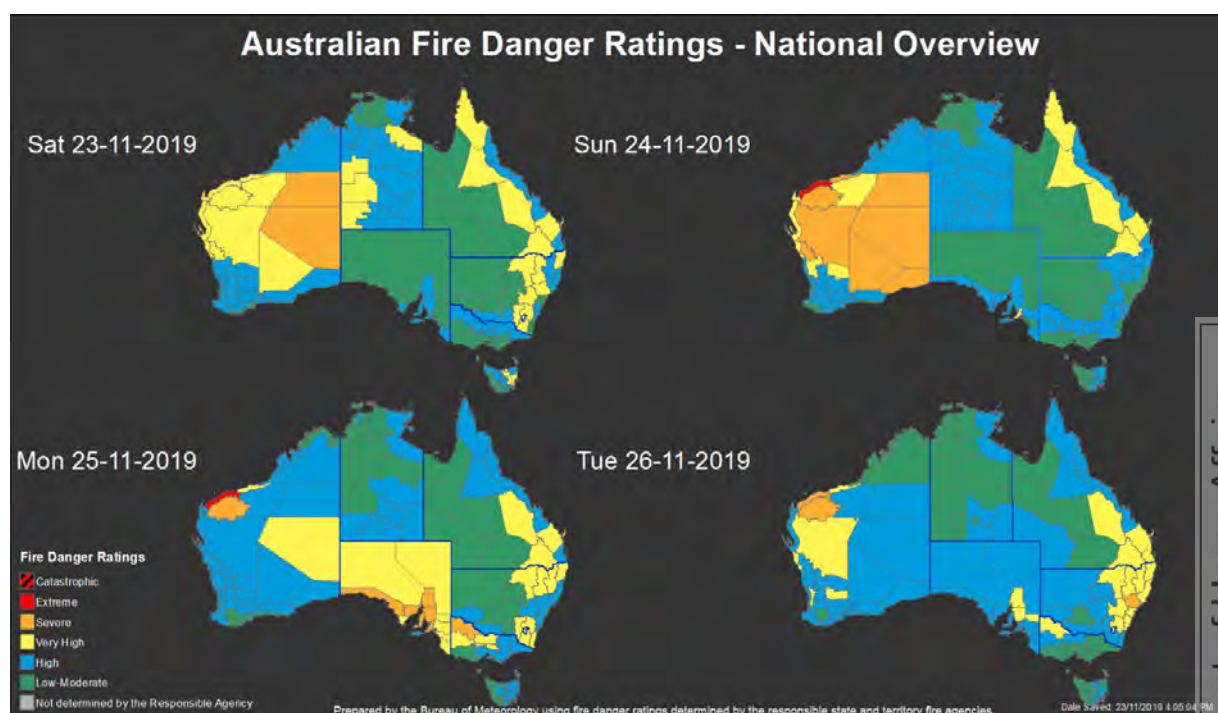 Australian Fire Danger Ratings - National Overview
Sat 23-11-2019
Sun 24-11-2019
Mon 25-11-2019
Tue 26-11-2019
Fire Danger Ratings
Catastrophic
Extreme
Severe
Very High
High
Low-Moderate
Not determined by the Responsible Agency
Prepared by the Bureau of Meteorology using fire danger ratings determined by the responsible state and territory fire agencies
Date Saved: 23/11/2019 4:05:04 PM